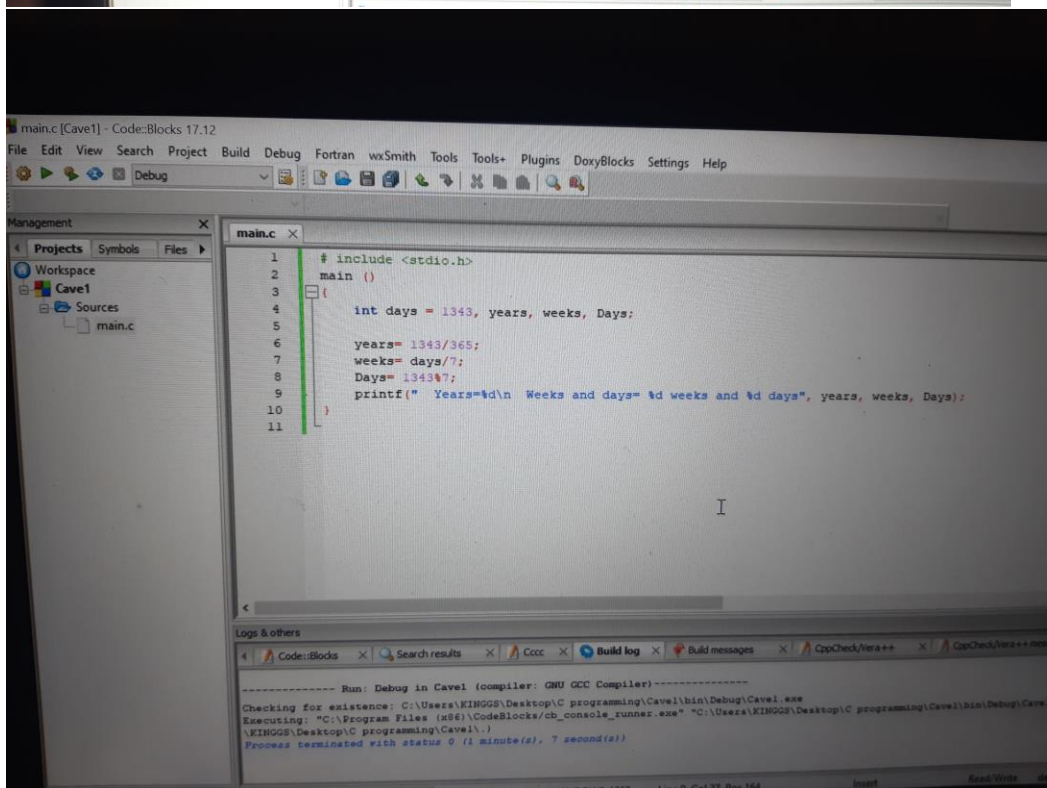 main.c [Cave1] - Code::Blocks 17.12
File Edit View Search Project Build Debug Fortran wxSmith Tools Tools+ Plugins DoxyBlocks Settings Help
Debug
Management
Projects Symbols Files
main.c
Workspace
Cave1
Sources
main.c
1 # include <stdio.h>
2 main ()
3 {
4 int days = 1343, years, weeks, Days;
5
6 years= 1343/365;
7 weeks= days/7;
8 Days= 1343%7;
9 printf("  Years=%d\n  Weeks and days= %d weeks and %d days", years, weeks, Days);
10 }
11
Logs & others
Code::Blocks Search results Cccc Build log Build messages CppCheck/Vera++ CppCheck/Vera++
-------------- Run: Debug in Cave1 (compiler: GNU GCC Compiler)---------------
Checking for existence: C:\Users\KINGGS\Desktop\C programming\Cave1\bin\Debug\Cave1.exe
Executing: "C:\Program Files (x86)\CodeBlocks/cb_console_runner.exe" "C:\Users\KINGGS\Desktop\C programming\Cave1\bin\Debug\Cave1.
\KINGGS\Desktop\C programming\Cave1\.)
Process terminated with status 0 (1 minute(s), 7 second(s))
Insert Read/Write